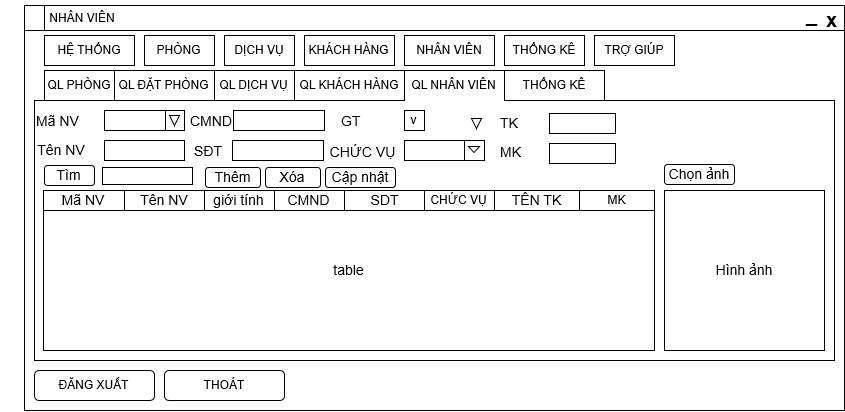 NHÂN VIÊN
X
HỆ THỐNG PHÒNG DỊCH VỤ KHÁCH HÀNG NHÂN VIÊN THỐNG KÊ TRỢ GIÚP
QL PHÒNG QL ĐẶT PHÒNG QL DỊCH VỤ QL KHÁCH HÀNG QL NHÂN VIÊN THỐNG KÊ
Mã NV CMND GT v TK
Tên NV SĐT CHỨC VỤ MK
Tìm Thêm Xóa Cập nhật Chọn ảnh
Mã NV Tên NV giới tính CMND SDT CHỨC VỤ TÊN TK MK
table Hình ảnh
ĐĂNG XUẤT THOÁT